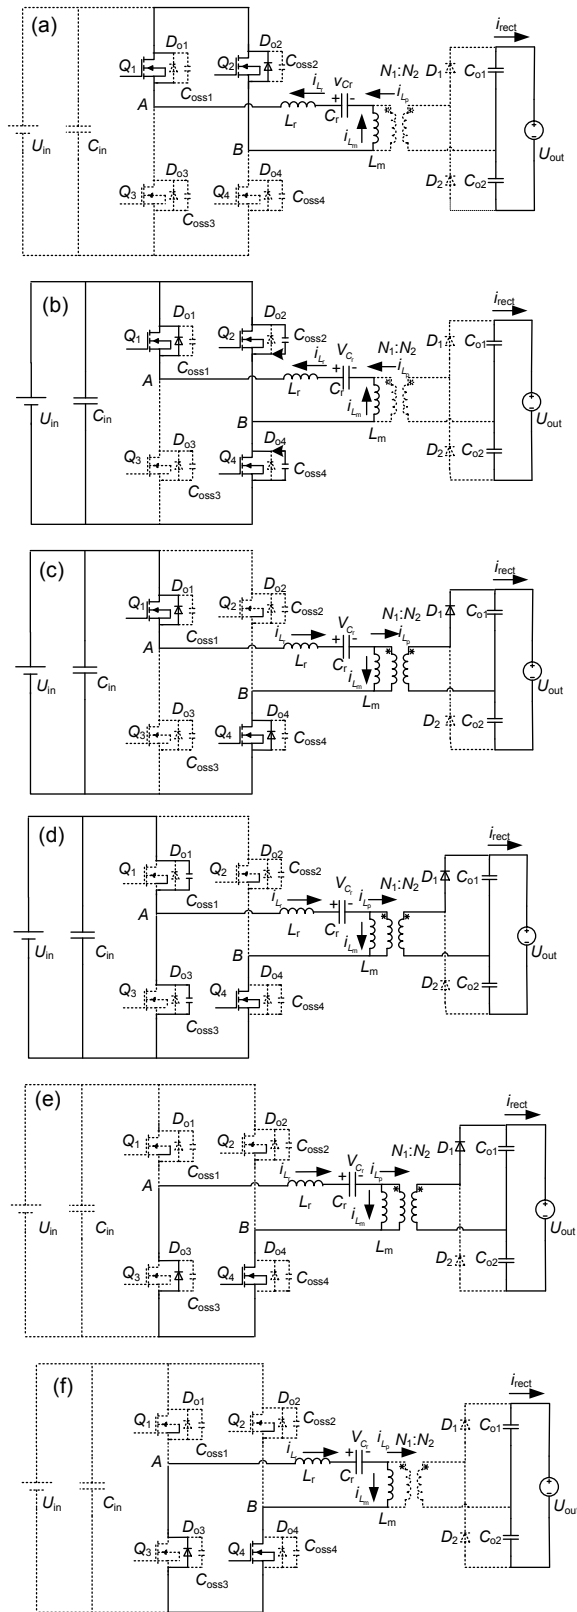 (a)
Do1 Do2 irect
Q1 Q2 Coss2 N1:N2 D1 Co1
Coss1 iLr vCr iLp
A + -
Lr Cr
Uin Cin B iLm Uout
Lm
Do3 Do4
Q3 Q4 D2 Co2
Coss3 Coss4
(b)
Do1 Do2 irect
Q1 Q2 Coss2 N1:N2 D1 Co1
Coss1 iLr VCr iLp
A + -
Lr Cr
Uin Cin B iLm Uout
Lm
Do3 Do4
Q3 Q4 D2 Co2
Coss3 Coss4
(c)
Do1 Do2 irect
Q1 Q2 Coss2 N1:N2 D1 Co1
Coss1 iLr VCr iLp
A + -
Lr Cr
Uin Cin B iLm Uout
Lm
Do3 Do4
Q3 Q4 D2 Co2
Coss3 Coss4
(d)
Do1 Do2 irect
Q1 Q2 Coss2 N1:N2 D1 Co1
Coss1 iLr VCr iLp
A + -
Lr Cr
Uin Cin B iLm Uout
Lm
Do3 Do4
Q3 Q4 D2 Co2
Coss3 Coss4
(e)
Do1 Do2 irect
Q1 Q2 Coss2 N1:N2 D1 Co1
Coss1 iLr VCr iLp
A + -
Lr Cr
Uin Cin B iLm Uout
Lm
Do3 Do4
Q3 Q4 D2 Co2
Coss3 Coss4
(f)
Do1 Do2 irect
Q1 Q2 Coss2 N1:N2 D1 Co1
Coss1 iLr VCr iLp
A + -
Lr Cr
Uin Cin B iLm Uout
Lm
Do3 Do4
Q3 Q4 D2 Co2
Coss3 Coss4